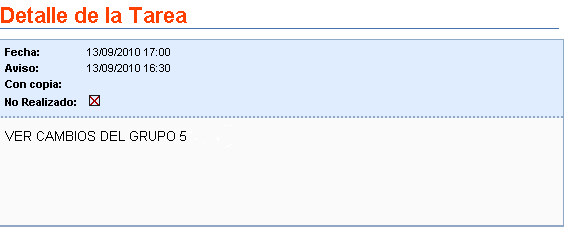 Detalle de la Tarea
Fecha: 13/09/2010 17:00
Aviso: 13/09/2010 16:30
Con copia:
No Realizado:
VER CAMBIOS DEL GRUPO 5